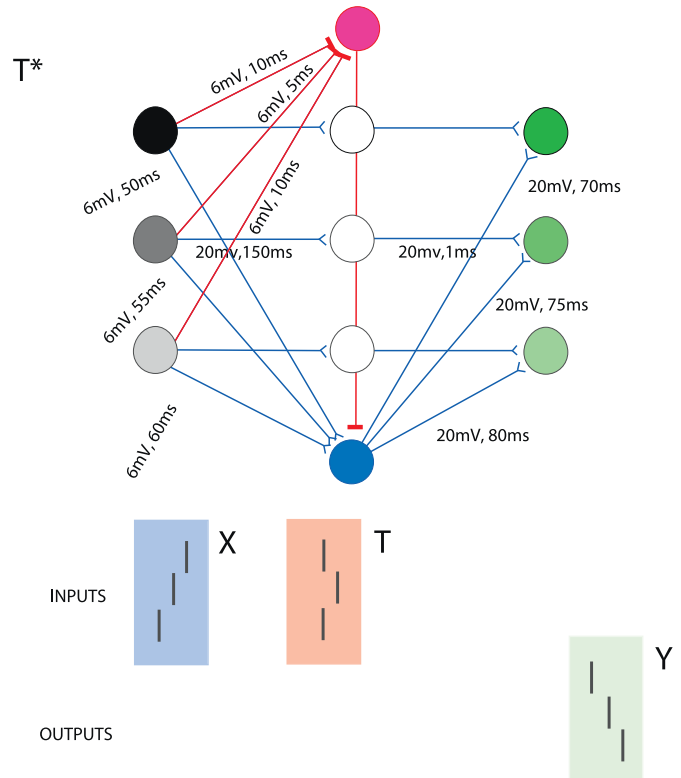 T*
6mV, 10ms
6mV, 5ms
6mV, 10ms
6mV, 50ms
20mV, 70ms
20mv,150ms
20mv,1ms
6mV, 55ms
20mV, 75ms
6mV, 60ms
20mV, 80ms
X
T
INPUTS
Y
OUTPUTS